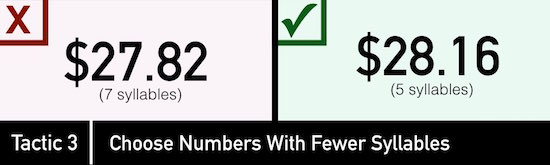 X
$27.82
(7 syllables)
✓
$28.16
(5 syllables)
Tactic 3
Choose Numbers With Fewer Syllables